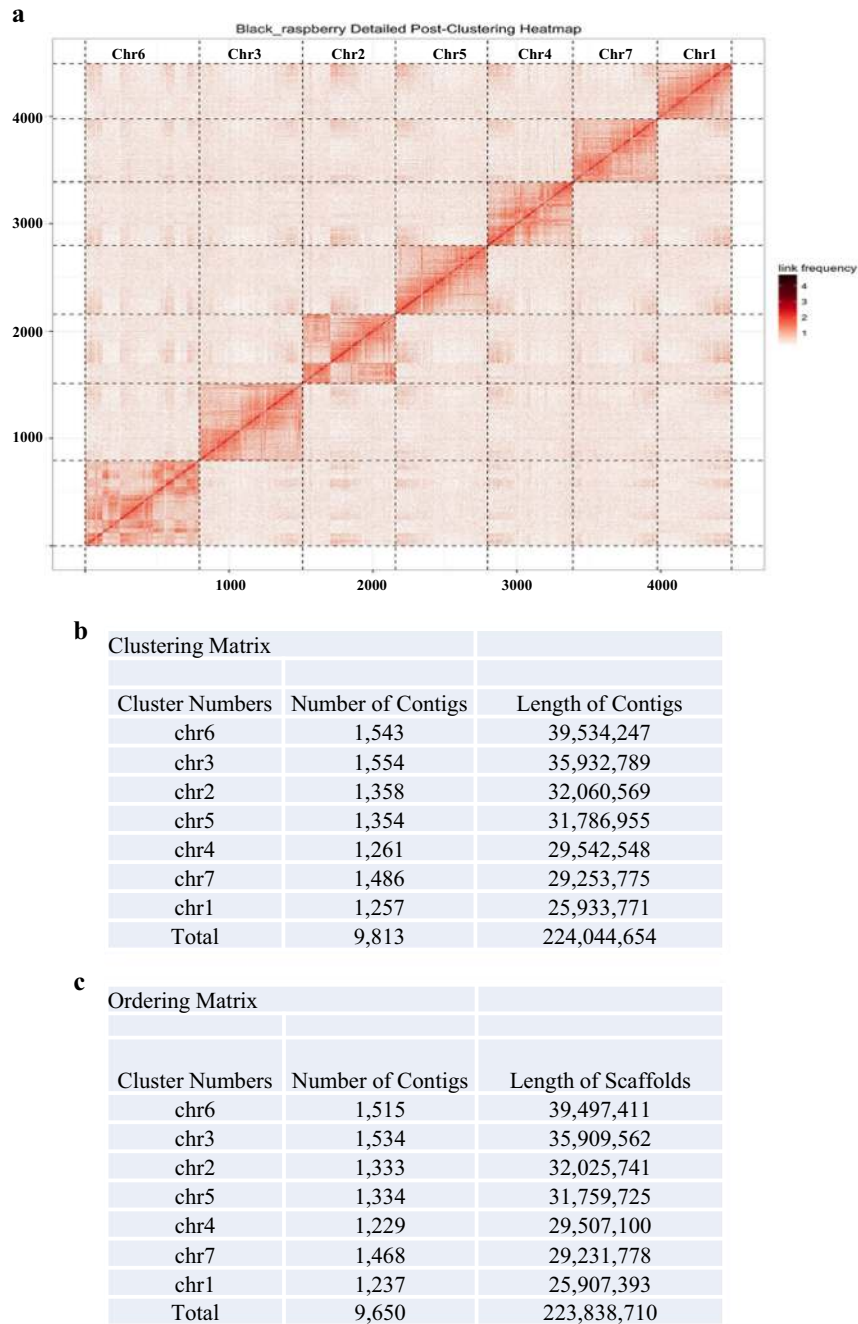 a
Black_raspberry Detailed Post-Clustering Heatmap
Chr6 Chr3 Chr2 Chr5 Chr4 Chr7 Chr1
4000
3000
2000
1000
1000 2000 3000 4000
link frequency
4
3
2
1
b
Clustering Matrix
Cluster Numbers Number of Contigs Length of Contigs
chr6 1,543 39,534,247
chr3 1,554 35,932,789
chr2 1,358 32,060,569
chr5 1,354 31,786,955
chr4 1,261 29,542,548
chr7 1,486 29,253,775
chr1 1,257 25,933,771
Total 9,813 224,044,654
c
Ordering Matrix
Cluster Numbers Number of Contigs Length of Scaffolds
chr6 1,515 39,497,411
chr3 1,534 35,909,562
chr2 1,333 32,025,741
chr5 1,334 31,759,725
chr4 1,229 29,507,100
chr7 1,468 29,231,778
chr1 1,237 25,907,393
Total 9,650 223,838,710